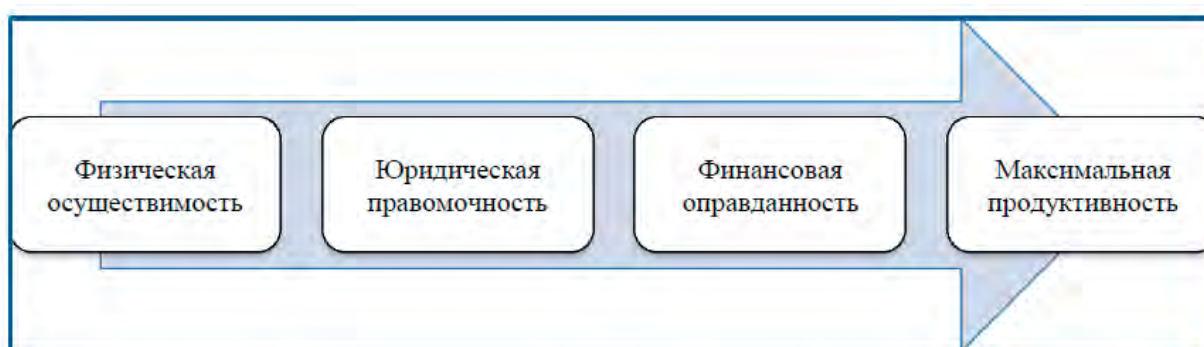 Физическая
осуществимость
Юридическая
правомочность
Финансовая
оправданность
Максимальная
продуктивность